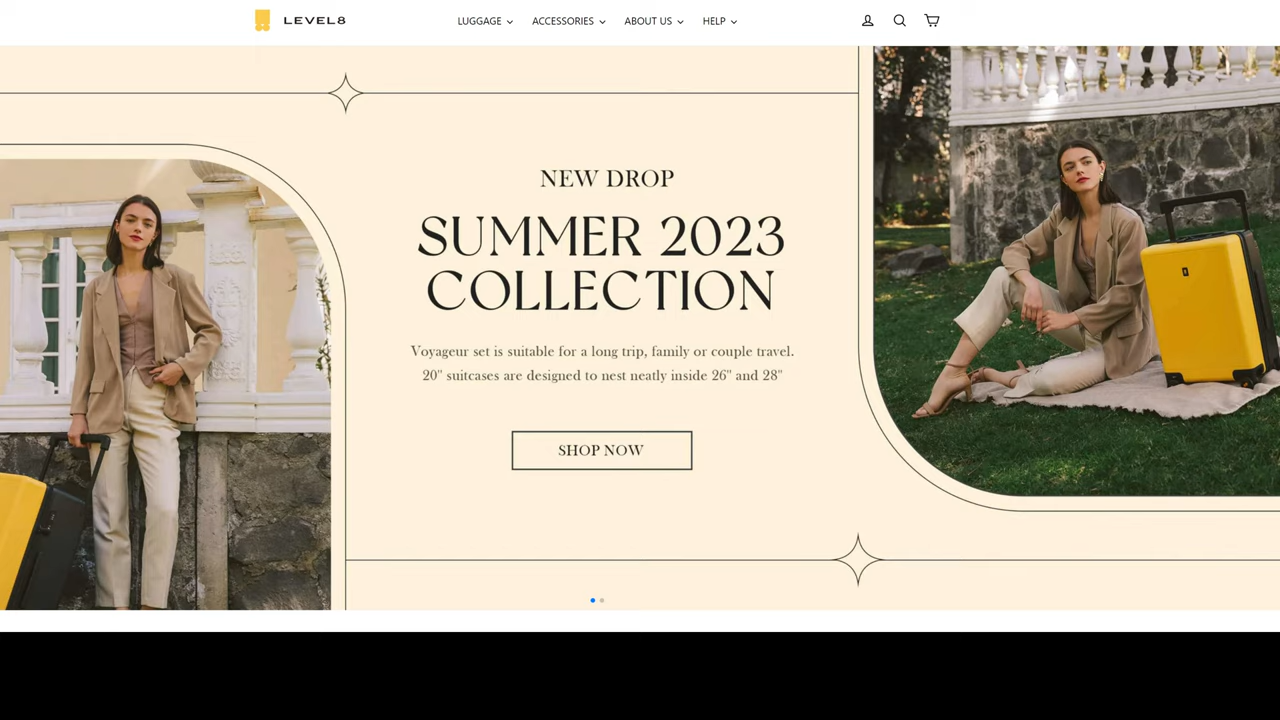 LEVEL8
LUGGAGE
ACCESSORIES
ABOUT US
HELP
NEW DROP
SUMMER 2023
COLLECTION
Voyageur set is suitable for a long trip, family or couple travel.
20" suitcases are designed to nest neatly inside 26" and 28"
SHOP NOW